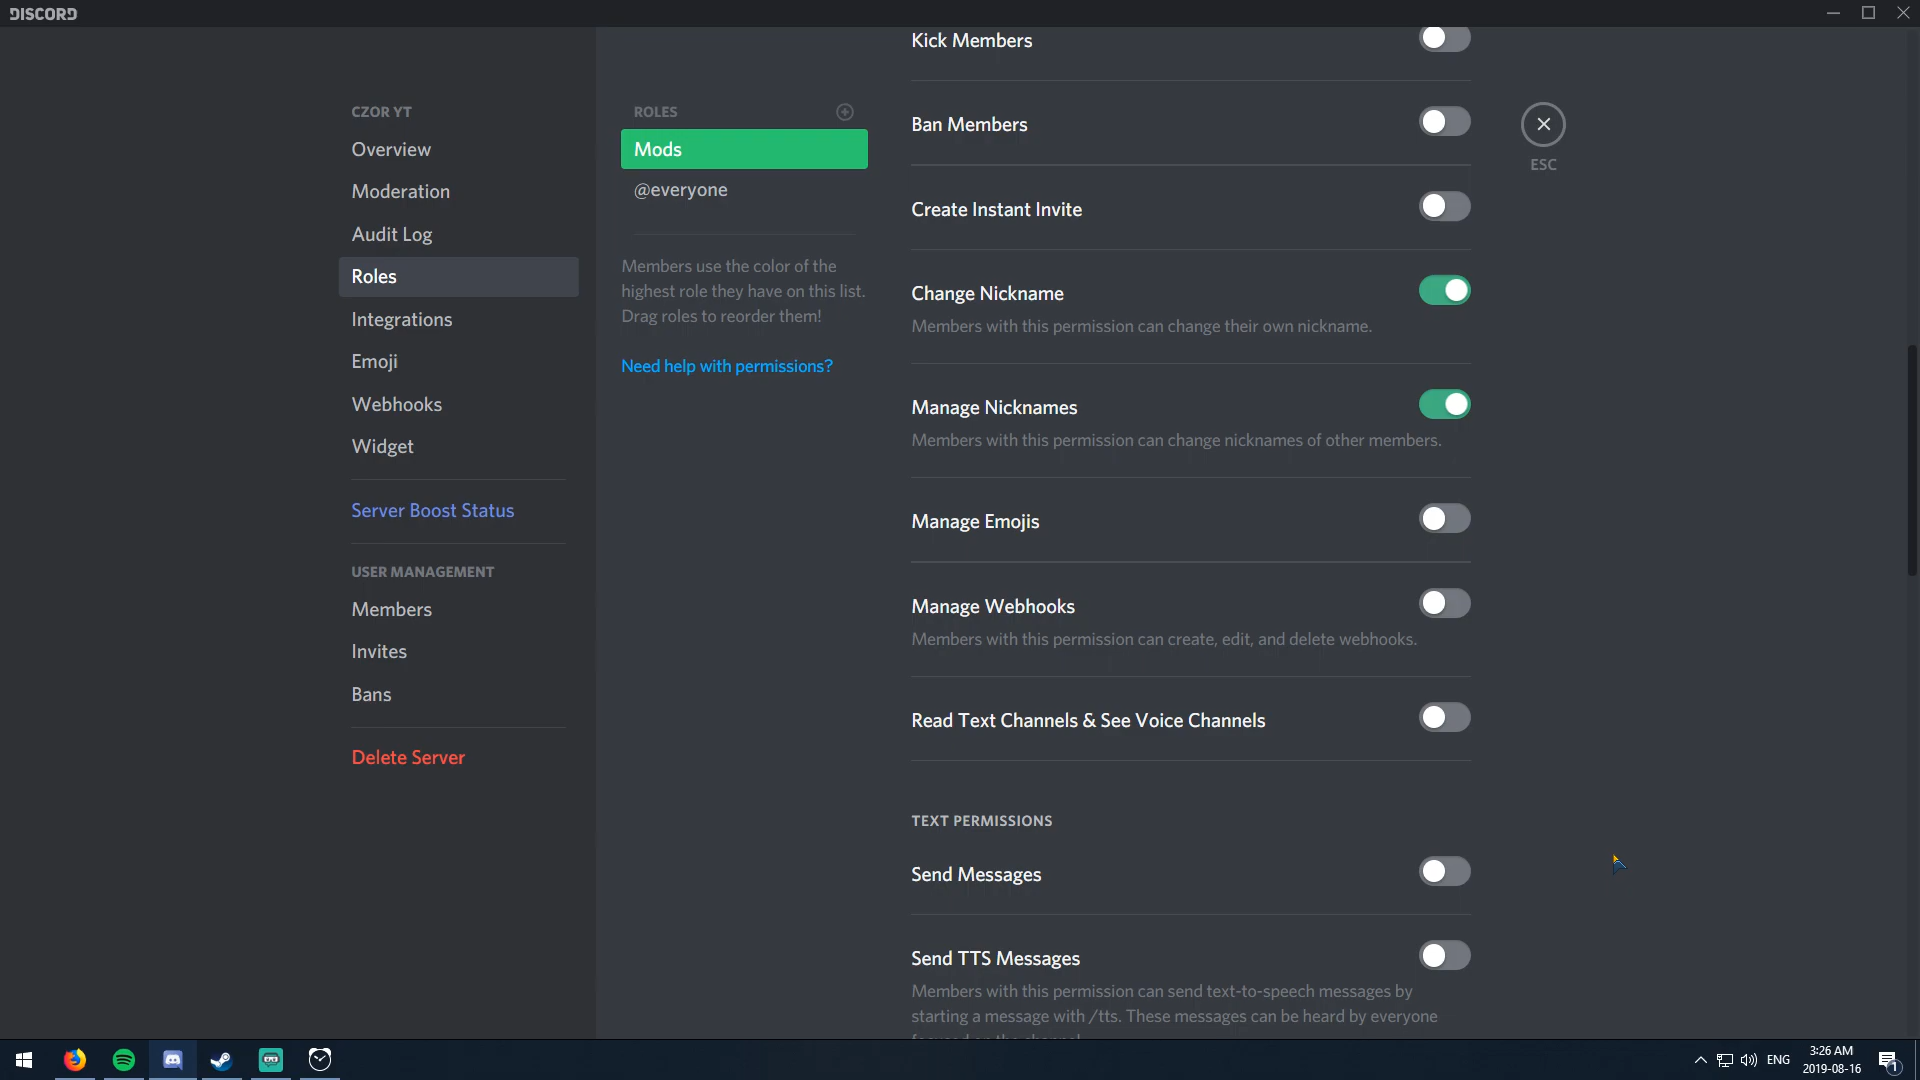 DISCORD
CZOR YT
Overview
Moderation
Audit Log
Roles
Integrations
Emoji
Webhooks
Widget
Server Boost Status
USER MANAGEMENT
Members
Invites
Bans
Delete Server
ROLES
Mods
@everyone
Members use the color of the
highest role they have on this list.
Drag roles to reorder them!
Need help with permissions?
Kick Members
Ban Members
Create Instant Invite
Change Nickname
Members with this permission can change their own nickname.
Manage Nicknames
Members with this permission can change nicknames of other members.
Manage Emojis
Manage Webhooks
Members with this permission can create, edit, and delete webhooks.
Read Text Channels & See Voice Channels
TEXT PERMISSIONS
Send Messages
Send TTS Messages
Members with this permission can send text-to-speech messages by
starting a message with /tts. These messages can be heard by everyone
ESC
ENG
3:26 AM
2019-08-16
1